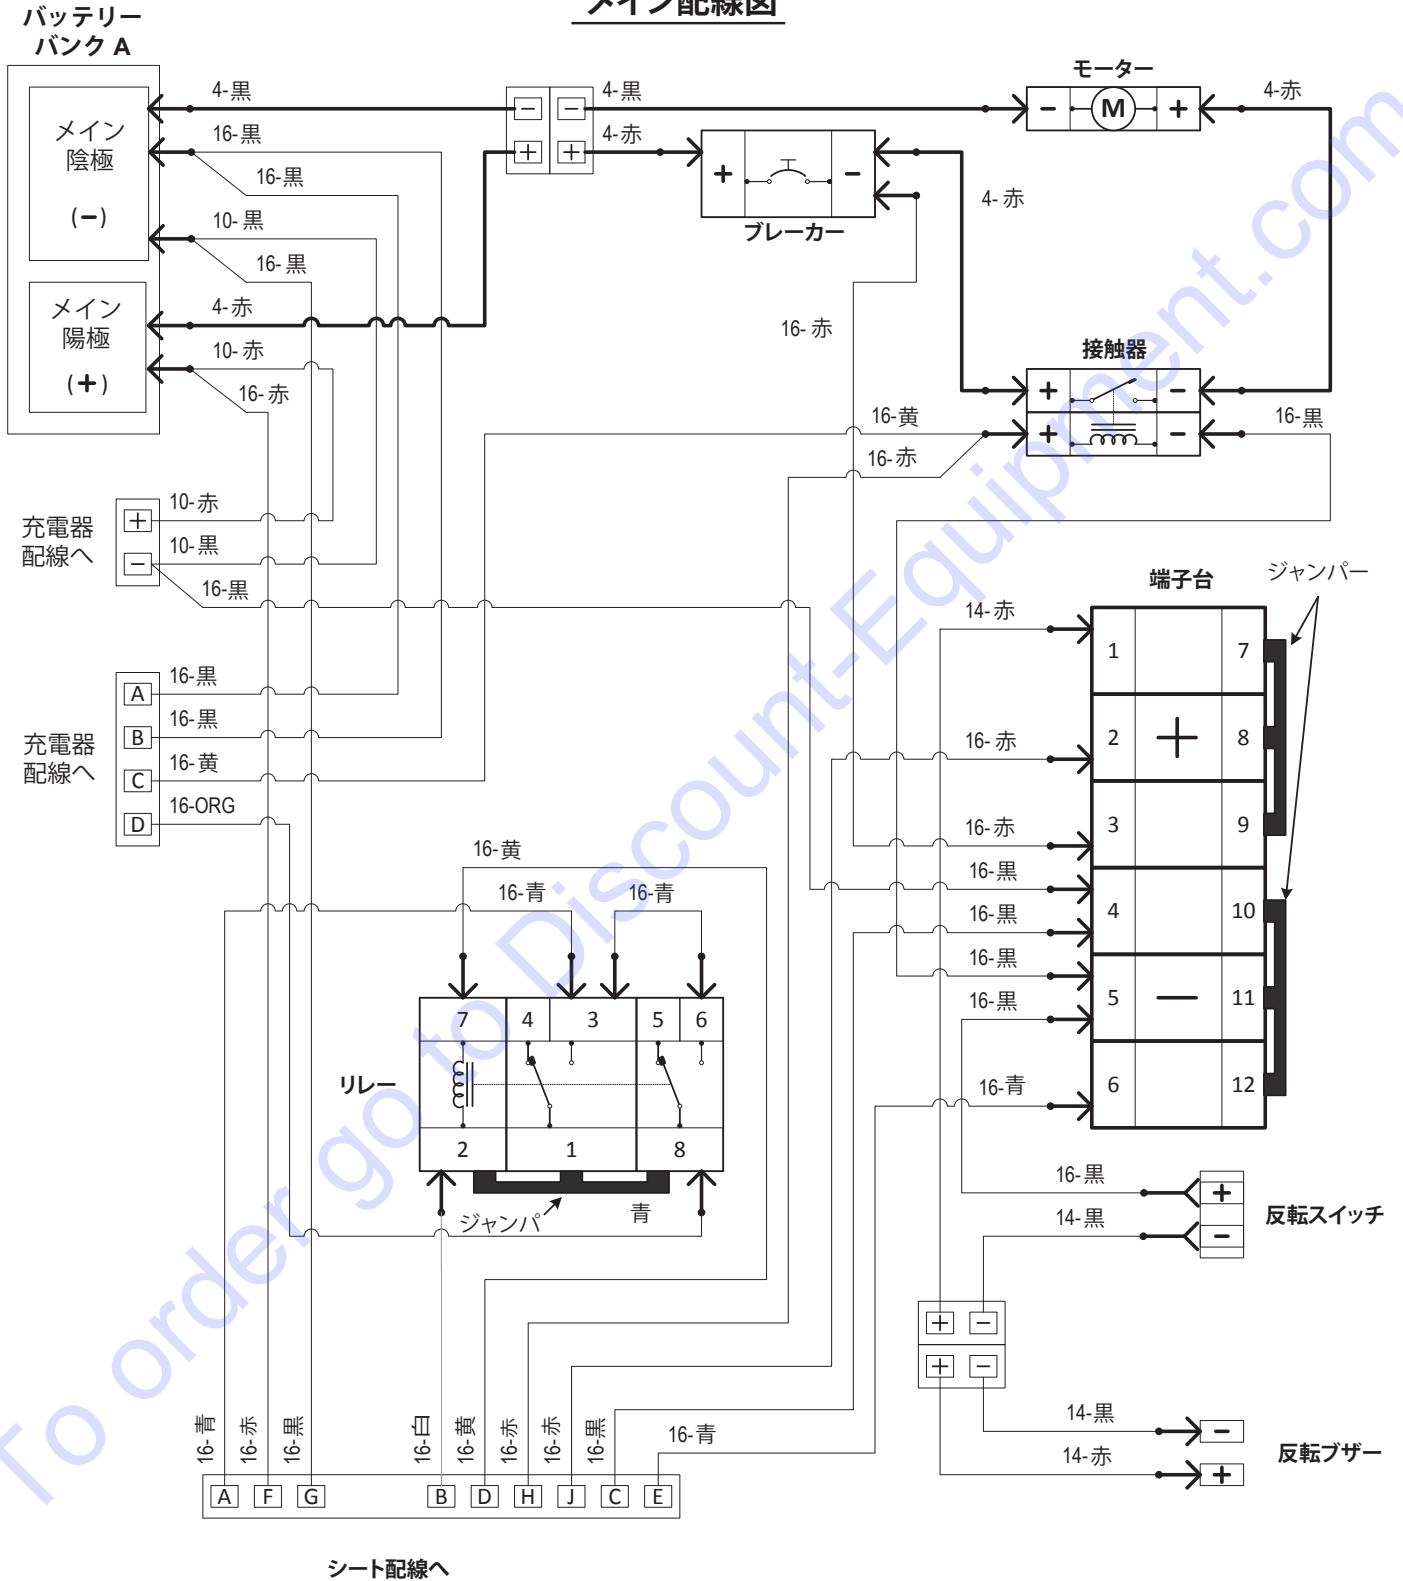 メイン配線図
バッテリー
バンク A
メイン
陰極
(−)
メイン
陽極
(+)
4-黒
16-黒
16-黒
10-黒
16-黒
4-赤
10-赤
16-赤
−
−
+
+
4-黒
4-赤
+
−
ブレーカー
モーター
−
M
+
4-赤
4-赤
16-赤
接触器
+
−
+
−
16-黄
16-赤
16-黒
充電器
配線へ
+
−
10-赤
10-黒
16-黒
充電器
配線へ
A
B
C
D
16-黒
16-黒
16-黄
16-ORG
端子台
ジャンパー
14-赤
16-赤
16-赤
16-黒
16-黒
16-黒
16-黒
16-青
1
7
2
+
8
3
9
4
10
5
−
11
6
12
16-黄
16-青
16-青
リレー
7
4
3
5
6
2
1
8
ジャンパ
青
16-黒
14-黒
+
−
反転スイッチ
+
−
+
−
14-黒
14-赤
−
+
反転ブザー
16-青
16-赤
16-黒
16-白
16-黄
16-赤
16-赤
16-黒
16-青
A
F
G
B
D
H
J
C
E
シート配線へ
To order go to Discount-Equipment.com